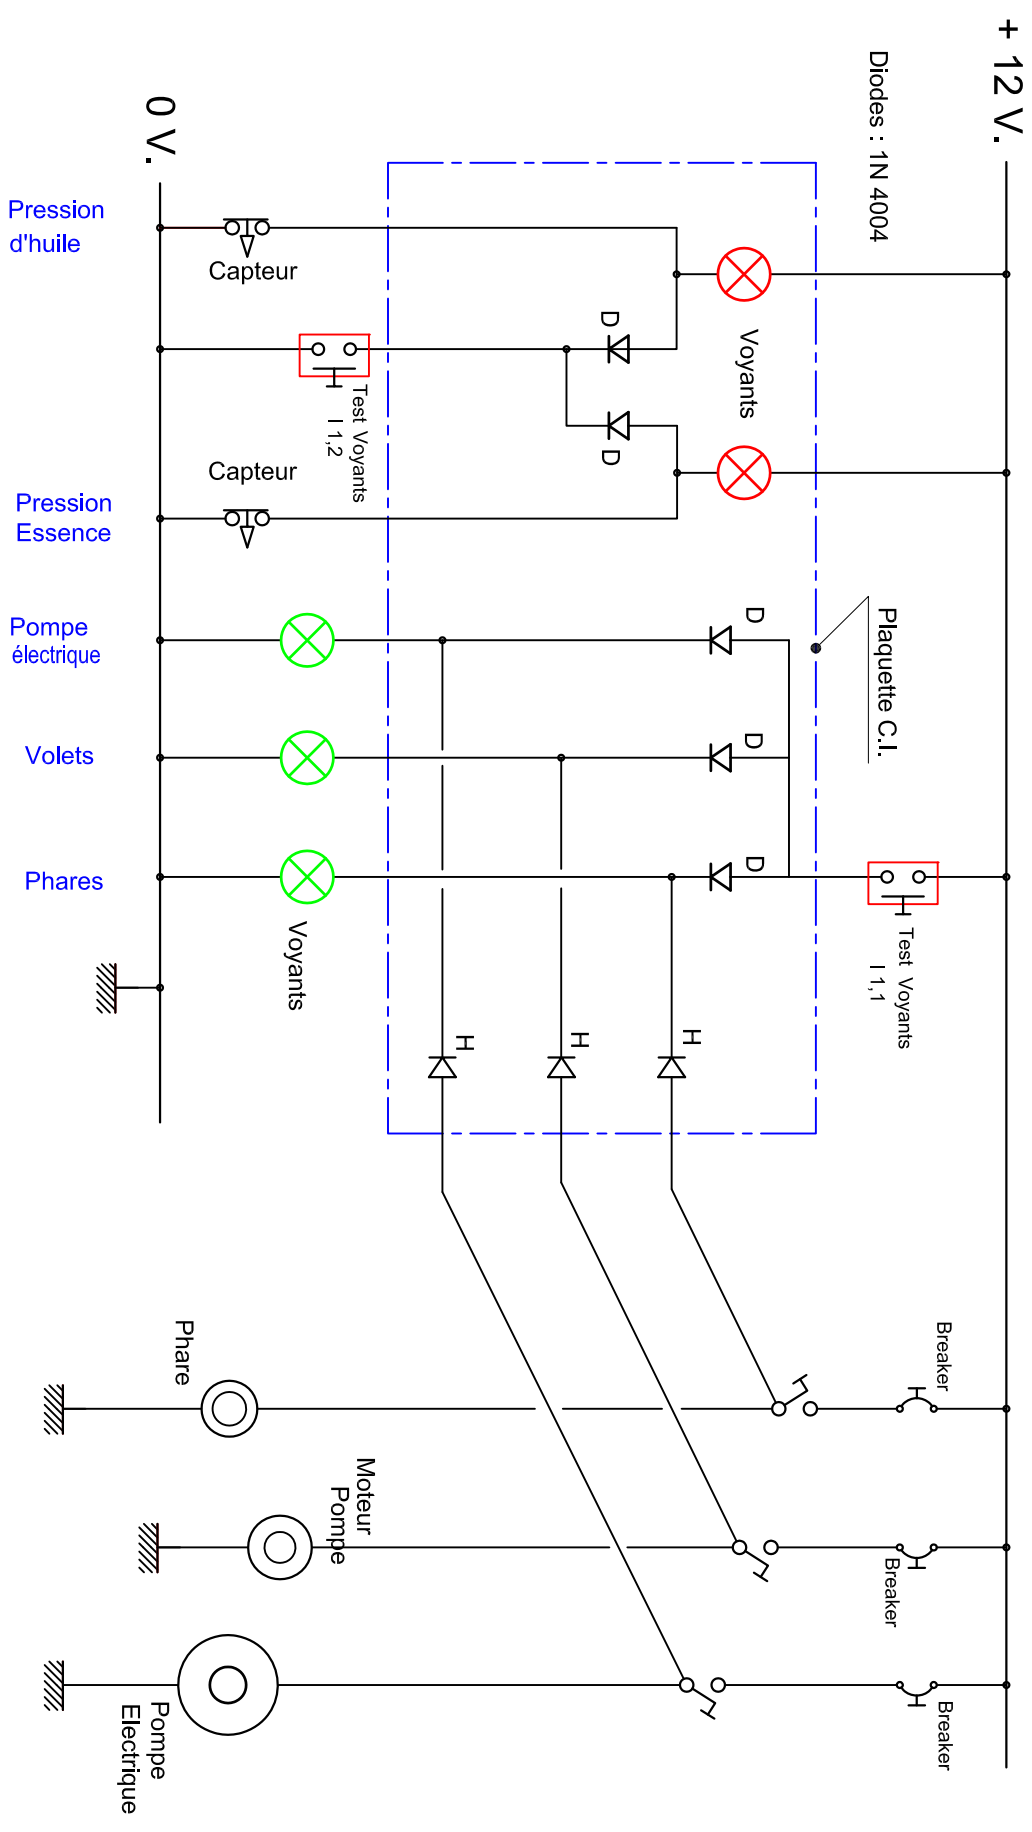 + 12 V.
Diodes : 1N 4004
0 V.
Pression
d'huile
Capteur
D
Voyants
Test Voyants
I 1,2
D
Capteur
Pression
Essence
Pompe
électrique
D
Plaquette C.I.
Volets
D
Phares
D
Voyants
Test Voyants
I 1,1
H
H
H
Phare
Breaker
Moteur
Pompe
Breaker
Pompe
Electrique
Breaker